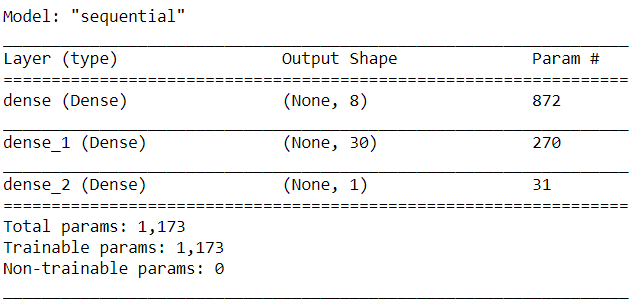 Model: "sequential"
Layer (type) Output Shape Param #
dense (Dense) (None, 8) 872
dense_1 (Dense) (None, 30) 270
dense_2 (Dense) (None, 1) 31
Total params: 1,173
Trainable params: 1,173
Non-trainable params: 0